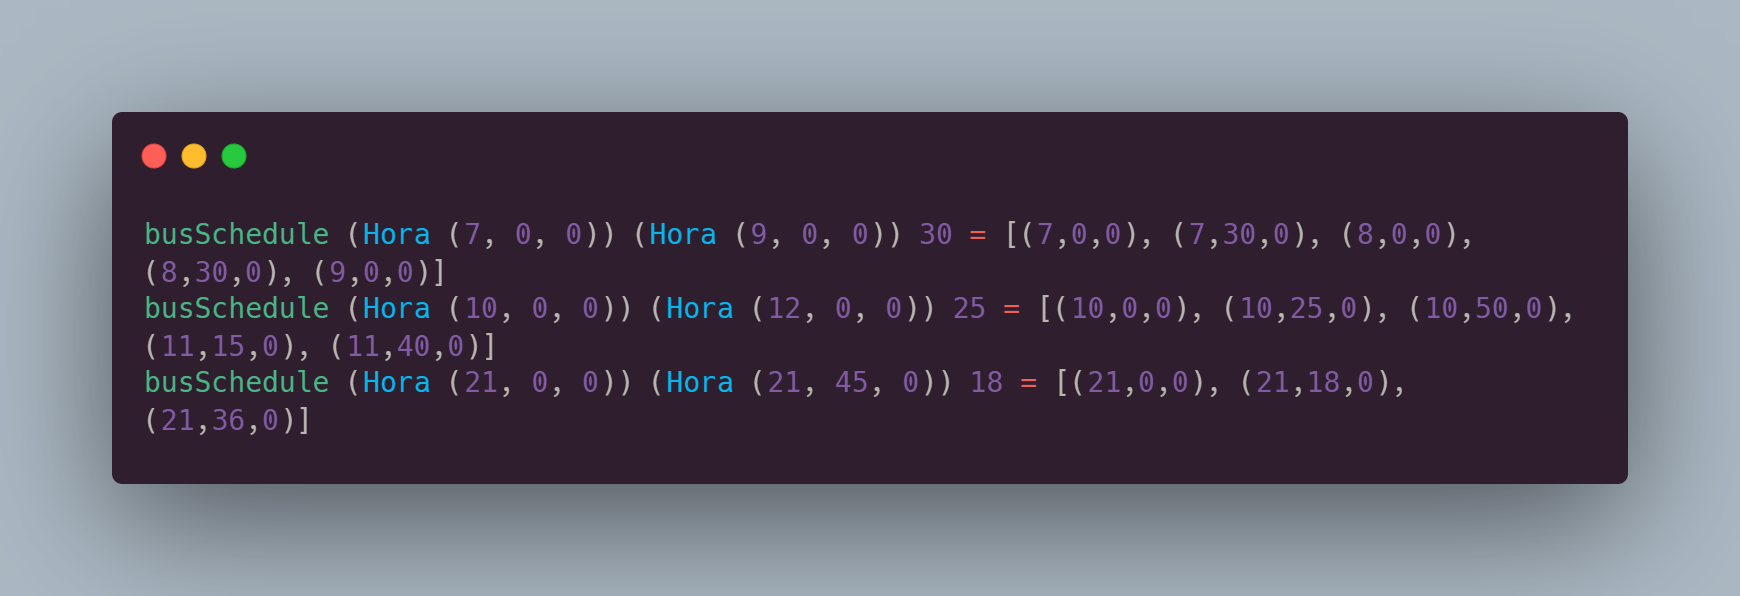 busSchedule (Hora (7, 0, 0)) (Hora (9, 0, 0)) 30 = [(7,0,0), (7,30,0), (8,0,0),
(8,30,0), (9,0,0)]
busSchedule (Hora (10, 0, 0)) (Hora (12, 0, 0)) 25 = [(10,0,0), (10,25,0), (10,50,0),
(11,15,0), (11,40,0)]
busSchedule (Hora (21, 0, 0)) (Hora (21, 45, 0)) 18 = [(21,0,0), (21,18,0),
(21,36,0)]